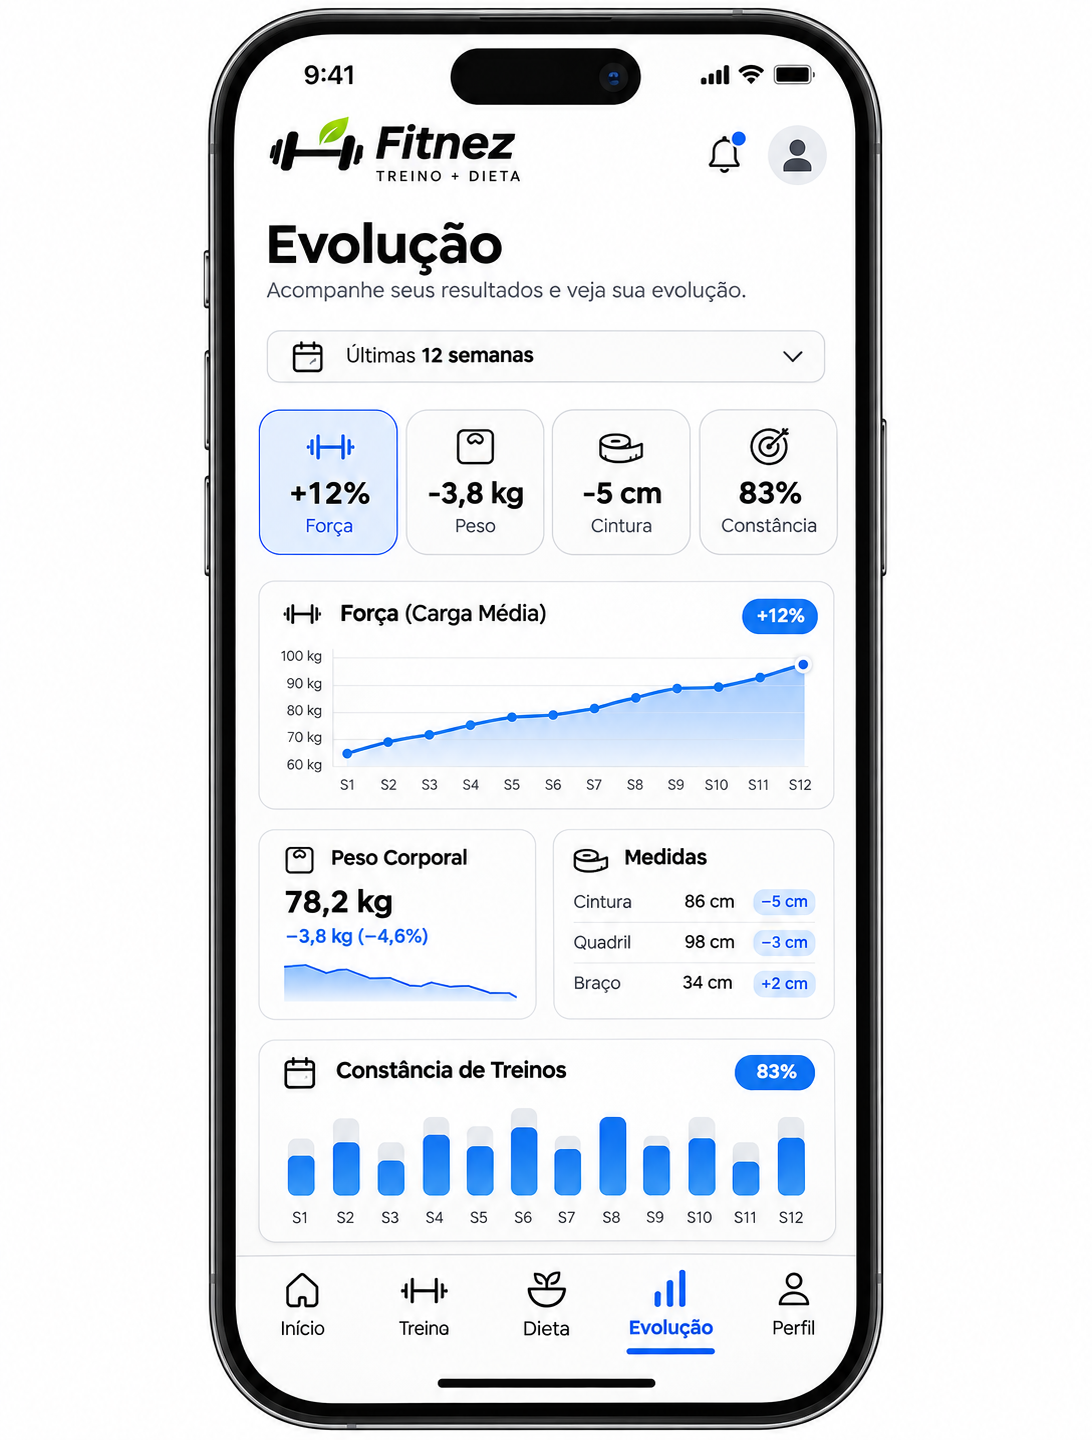 9:41
Fitnez
TREINO + DIETA
Evolução
Acompanhe seus resultados e veja sua evolução.
Últimas 12 semanas
+12%
Força
-3,8 kg
Peso
-5 cm
Cintura
83%
Constância
Força (Carga Média)
+12%
100 kg
90 kg
80 kg
70 kg
60 kg
S1 S2 S3 S4 S5 S6 S7 S8 S9 S10 S11 S12
Peso Corporal
78,2 kg
−3,8 kg (−4,6%)
Medidas
Cintura 86 cm −5 cm
Quadril 98 cm −3 cm
Braço 34 cm +2 cm
Constância de Treinos
83%
S1 S2 S3 S4 S5 S6 S7 S8 S9 S10 S11 S12
Início Treino Dieta Evolução Perfil